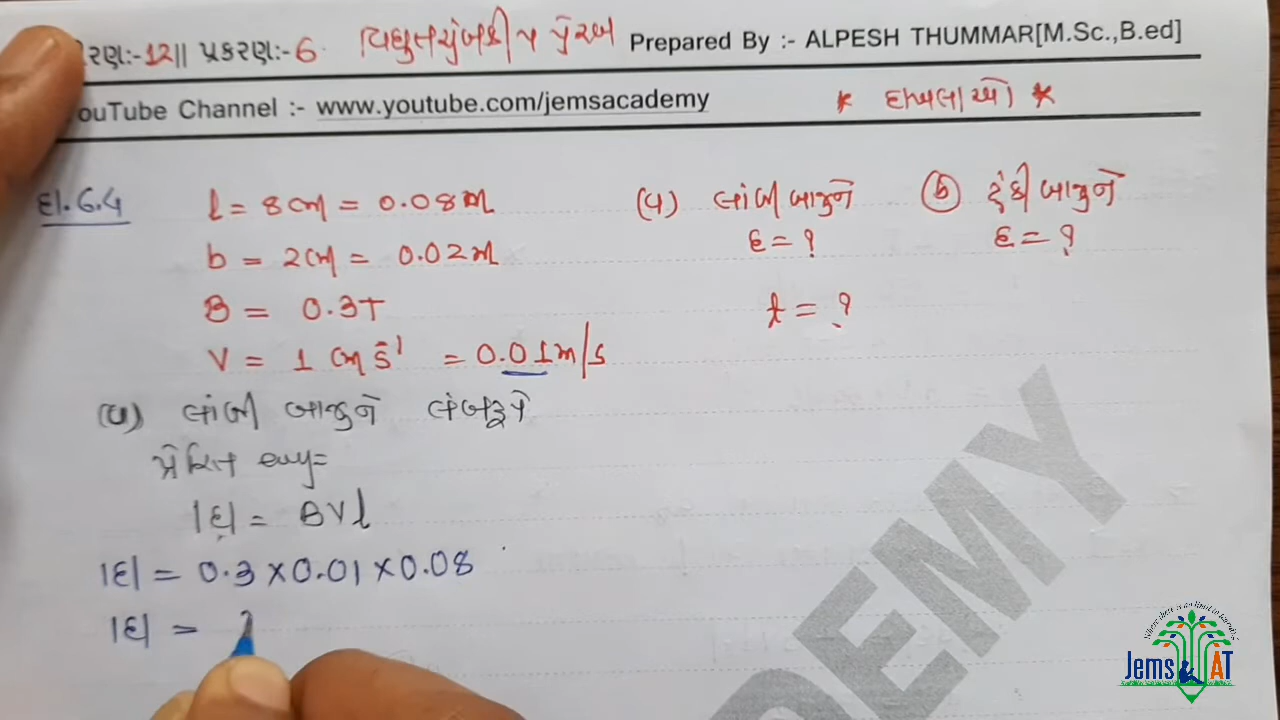 રણ:-12|| પ્રકરણ:-6 વિદ્યુતચુંબકીય પ્રેરણ Prepared By :- ALPESH THUMMAR[M.Sc.,B.ed]
ouTube Channel :- www.youtube.com/jemsacademy * દાખલાઓ *
દા.6.4 l = 8cm = 0.08m (a) લાંબી બાજુને (b) ટૂંકી બાજુને
b = 2cm = 0.02m ε = ? ε = ?
B = 0.3T t = ?
V = 1 cm s⁻¹ = 0.01m/s
(a) લાંબી બાજુને લંબરૂપે
પ્રેરિત emf
|ε| = BVl
|ε| = 0.3×0.01×0.08
|ε| = 2
DEMY
Jems AT